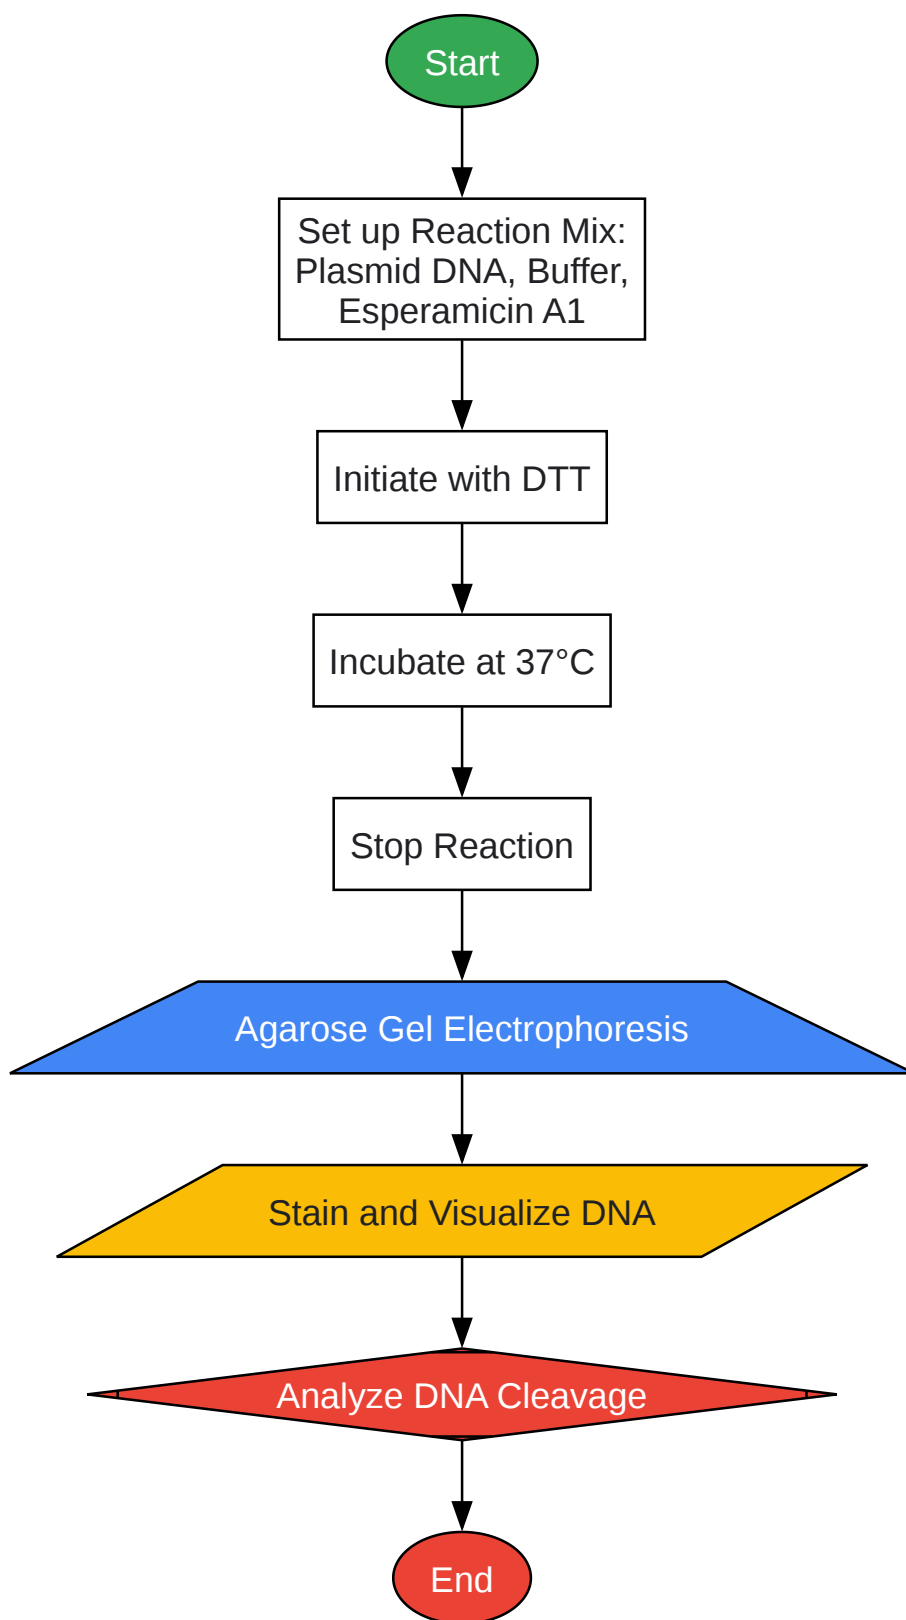 Start
Set up Reaction Mix:
Plasmid DNA, Buffer,
Esperamicin A1
Initiate with DTT
Incubate at 37°C
Stop Reaction
Agarose Gel Electrophoresis
Stain and Visualize DNA
Analyze DNA Cleavage
End